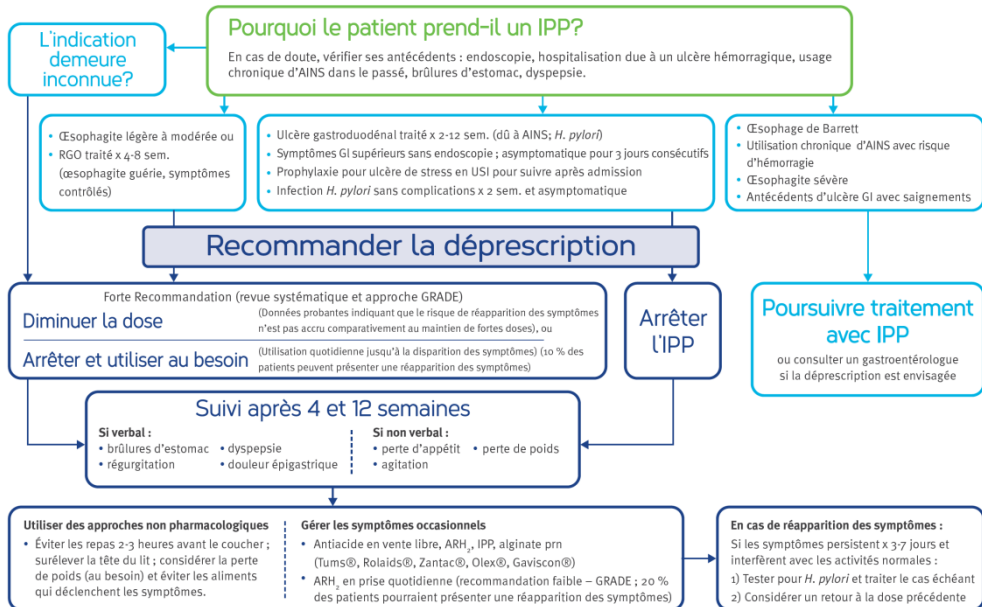 L'indication
demeure
inconnue?
Pourquoi le patient prend-il un IPP?
En cas de doute, vérifier ses antécédents : endoscopie, hospitalisation due à un ulcère hémorragique, usage
chronique d'AINS dans le passé, brûlures d'estomac, dyspepsie.
• Œsophagite légère à modérée ou
• RGO traité x 4-8 sem.
(œsophagite guérie, symptômes
contrôlés)
• Ulcère gastroduodénal traité x 2-12 sem. (dû à AINS; H. pylori)
• Symptômes GI supérieurs sans endoscopie ; asymptomatique pour 3 jours consécutifs
• Prophylaxie pour ulcère de stress en USI pour suivre après admission
• Infection H. pylori sans complications x 2 sem. et asymptomatique
• Œsophage de Barrett
• Utilisation chronique d'AINS avec risque
d'hémorragie
• Œsophagite sévère
• Antécédents d'ulcère GI avec saignements
Recommander la déprescription
Forte Recommandation (revue systématique et approche GRADE)
Diminuer la dose (Données probantes indiquant que le risque de réapparition des symptômes
n'est pas accru comparativement au maintien de fortes doses), ou
Arrêter et utiliser au besoin (Utilisation quotidienne jusqu'à la disparition des symptômes) (10 % des
patients peuvent présenter une réapparition des symptômes)
Arrêter
l'IPP
Poursuivre traitement
avec IPP
ou consulter un gastroentérologue
si la déprescription est envisagée
Suivi après 4 et 12 semaines
Si verbal :
• brûlures d'estomac • dyspepsie
• régurgitation • douleur épigastrique
Si non verbal :
• perte d'appétit • perte de poids
• agitation
Utiliser des approches non pharmacologiques
• Éviter les repas 2-3 heures avant le coucher ;
surélever la tête du lit ; considérer la perte
de poids (au besoin) et éviter les aliments
qui déclenchent les symptômes.
Gérer les symptômes occasionnels
• Antiacide en vente libre, ARH₂, IPP, alginate prn
(Tums®, Rolaids®, Zantac®, Olex®, Gaviscon®)
• ARH₂ en prise quotidienne (recommandation faible – GRADE ; 20 %
des patients pourraient présenter une réapparition des symptômes)
En cas de réapparition des symptômes :
Si les symptômes persistent x 3-7 jours et
interfèrent avec les activités normales :
1) Tester pour H. pylori et traiter le cas échéant
2) Considérer un retour à la dose précédente